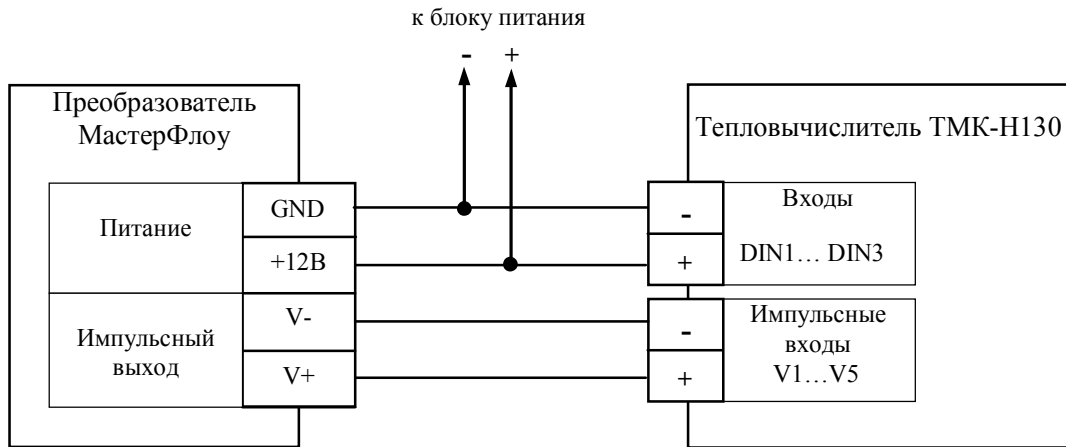 к блоку питания
- +
Преобразователь
МастерФлоу
Тепловычислитель ТМК-Н130
Питание
GND
+12В
Импульсный
выход
V-
V+
-
+
Входы
DIN1… DIN3
-
+
Импульсные
входы
V1…V5